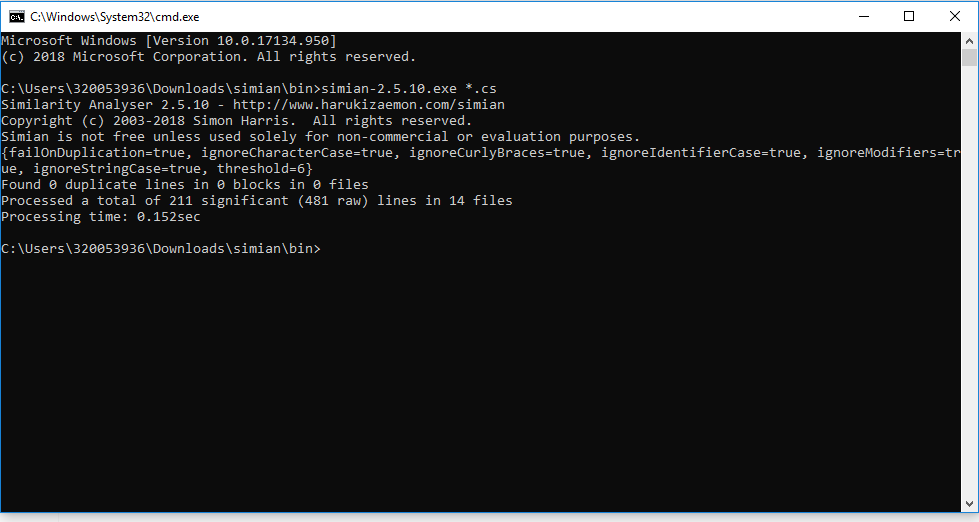 C:\Windows\System32\cmd.exe
Microsoft Windows [Version 10.0.17134.950]
(c) 2018 Microsoft Corporation. All rights reserved.
C:\Users\320053936\Downloads\simian\bin>simian-2.5.10.exe *.cs
Similarity Analyser 2.5.10 - http://www.harukizaemon.com/simian
Copyright (c) 2003-2018 Simon Harris.  All rights reserved.
Simian is not free unless used solely for non-commercial or evaluation purposes.
{failOnDuplication=true, ignoreCharacterCase=true, ignoreCurlyBraces=true, ignoreIdentifierCase=true, ignoreModifiers=tr
ue, ignoreStringCase=true, threshold=6}
Found 0 duplicate lines in 0 blocks in 0 files
Processed a total of 211 significant (481 raw) lines in 14 files
Processing time: 0.152sec
C:\Users\320053936\Downloads\simian\bin>